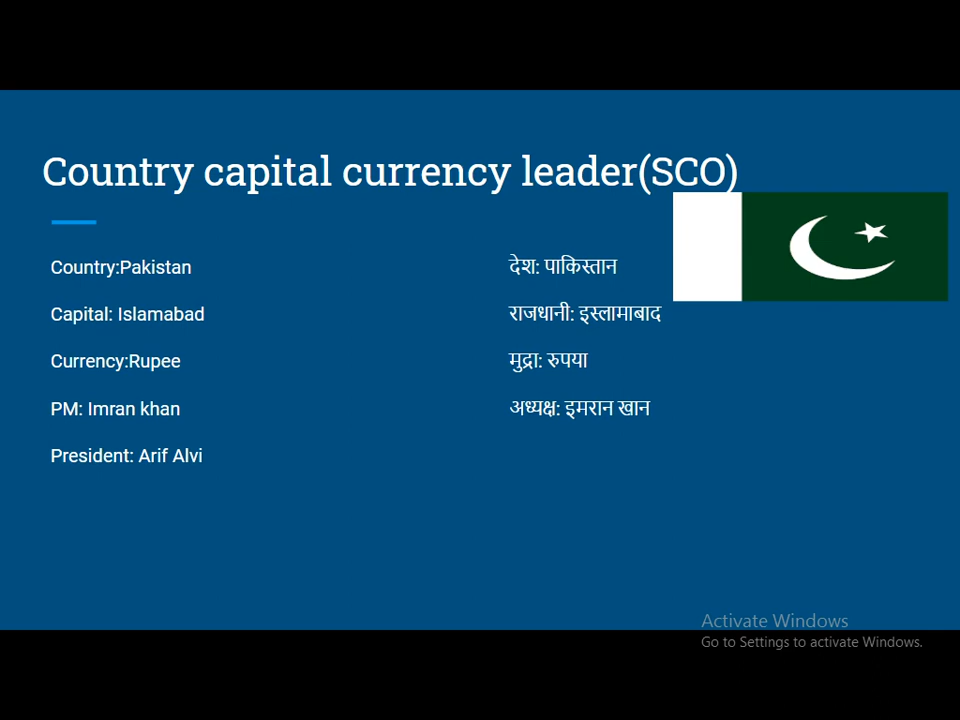 Country capital currency leader(SCO)
Country:Pakistan
Capital: Islamabad
Currency:Rupee
PM: Imran khan
President: Arif Alvi
देश: पाकिस्तान
राजधानी: इस्लामाबाद
मुद्रा: रुपया
अध्यक्ष: इमरान खान
Activate Windows
Go to Settings to activate Windows.